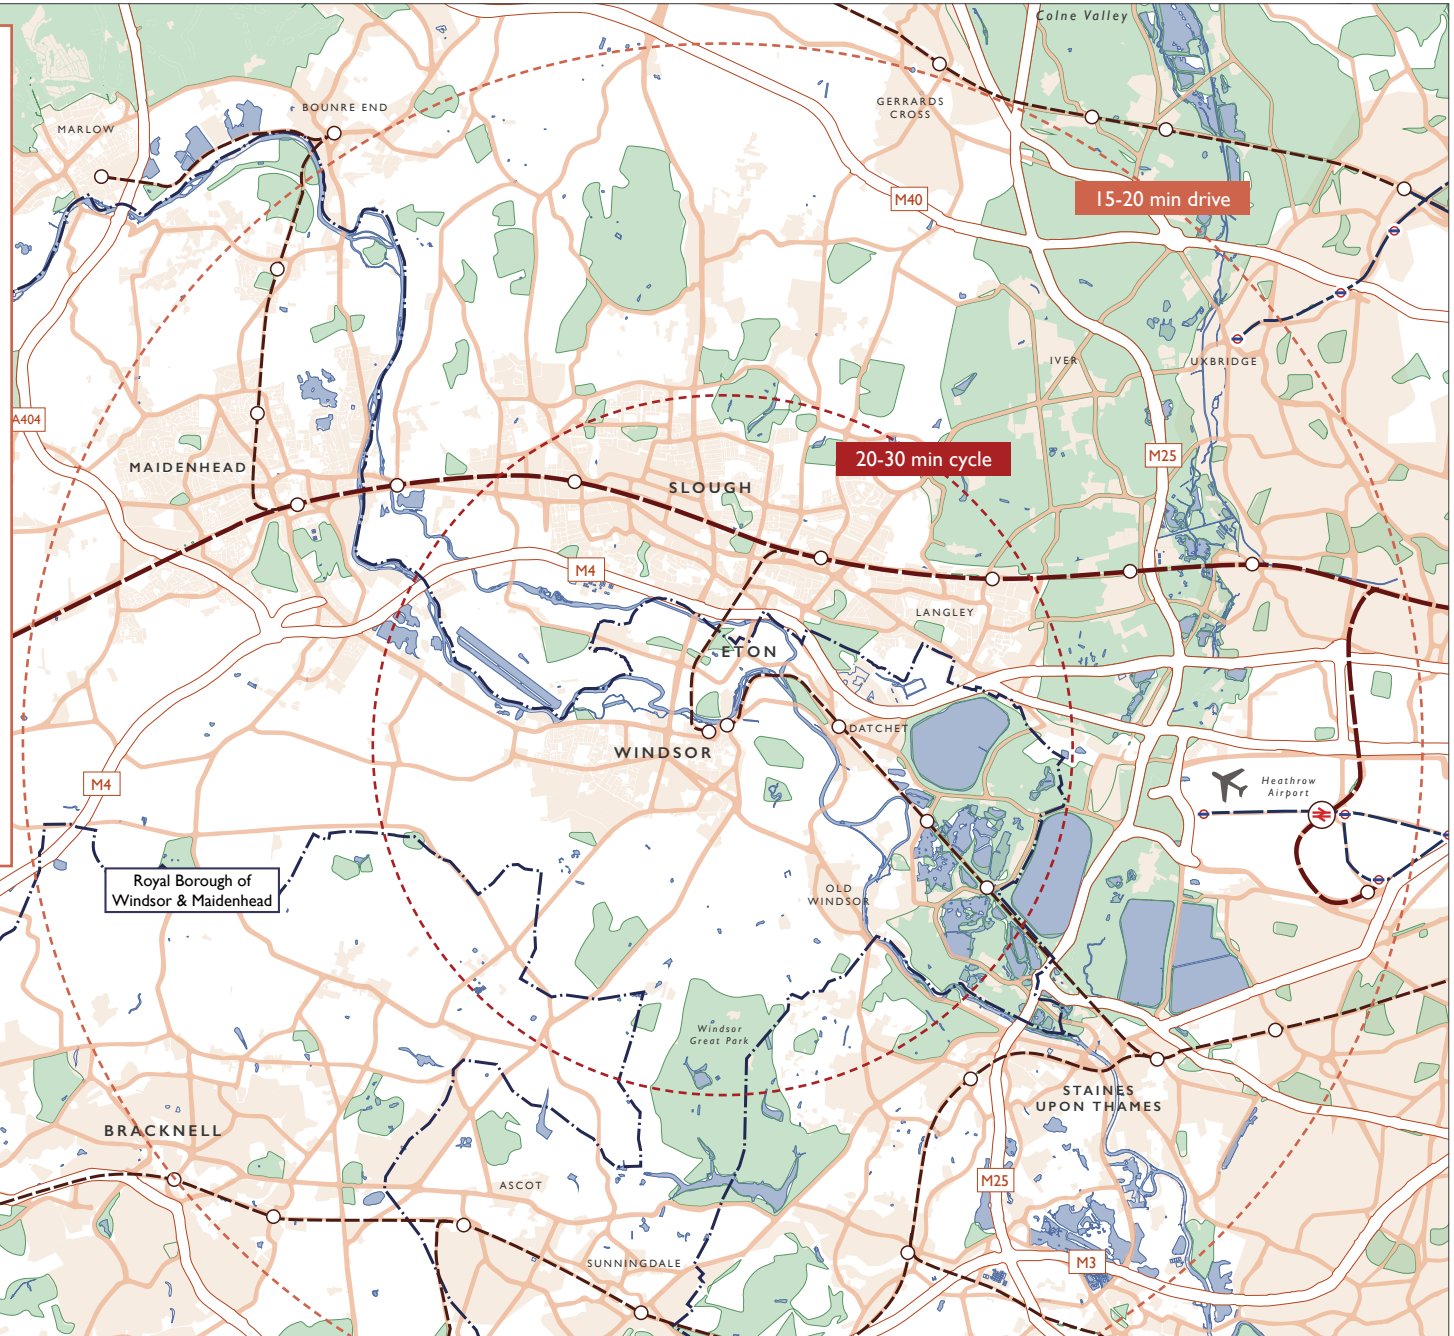 Colne Valley
BOUNRE END
MARLOW
GERRARDS
CROSS
M40
15-20 min drive
IVER
UXBRIDGE
A404
MAIDENHEAD
SLOUGH
20-30 min cycle
M25
M4
LANGLEY
ETON
DATCHET
WINDSOR
M4
Heathrow
Airport
Royal Borough of
Windsor & Maidenhead
OLD
WINDSOR
Windsor
Great Park
STAINES
UPON THAMES
BRACKNELL
ASCOT
M25
SUNNINGDALE
M3